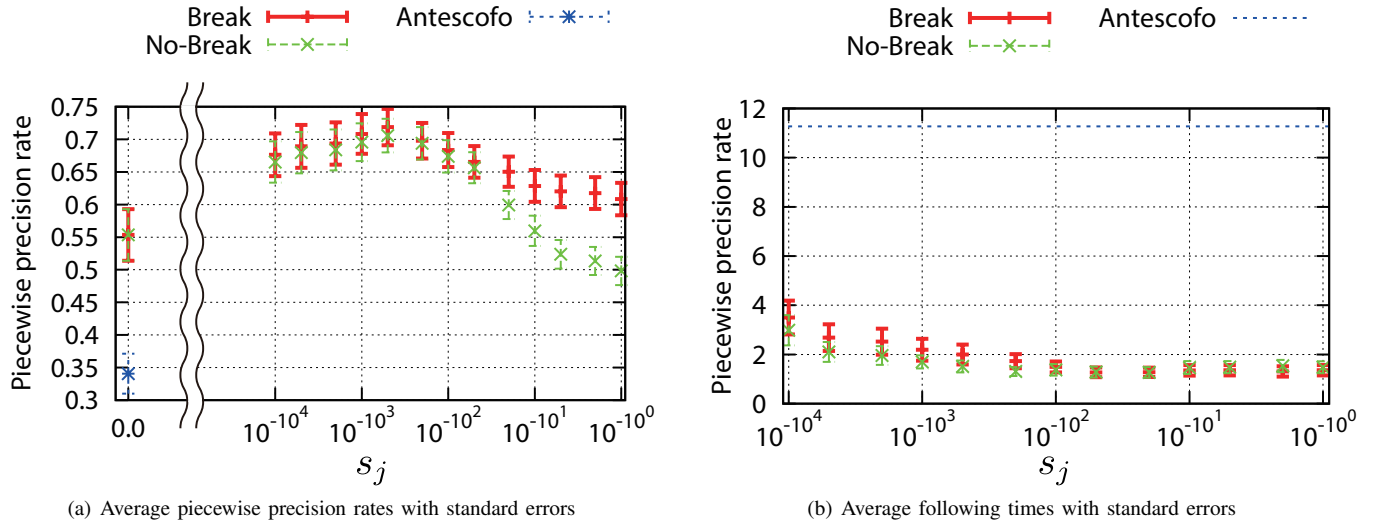 Break
No-Break
Antescofo
Piecewise precision rate
0.75
0.7
0.65
0.6
0.55
0.5
0.45
0.4
0.35
0.3
0.0
10^-10^4
10^-10^3
10^-10^2
10^-10^1
10^-10^0
s_j
(a) Average piecewise precision rates with standard errors
Break
No-Break
Antescofo
Piecewise precision rate
12
10
8
6
4
2
0
10^-10^4
10^-10^3
10^-10^2
10^-10^1
10^-10^0
s_j
(b) Average following times with standard errors